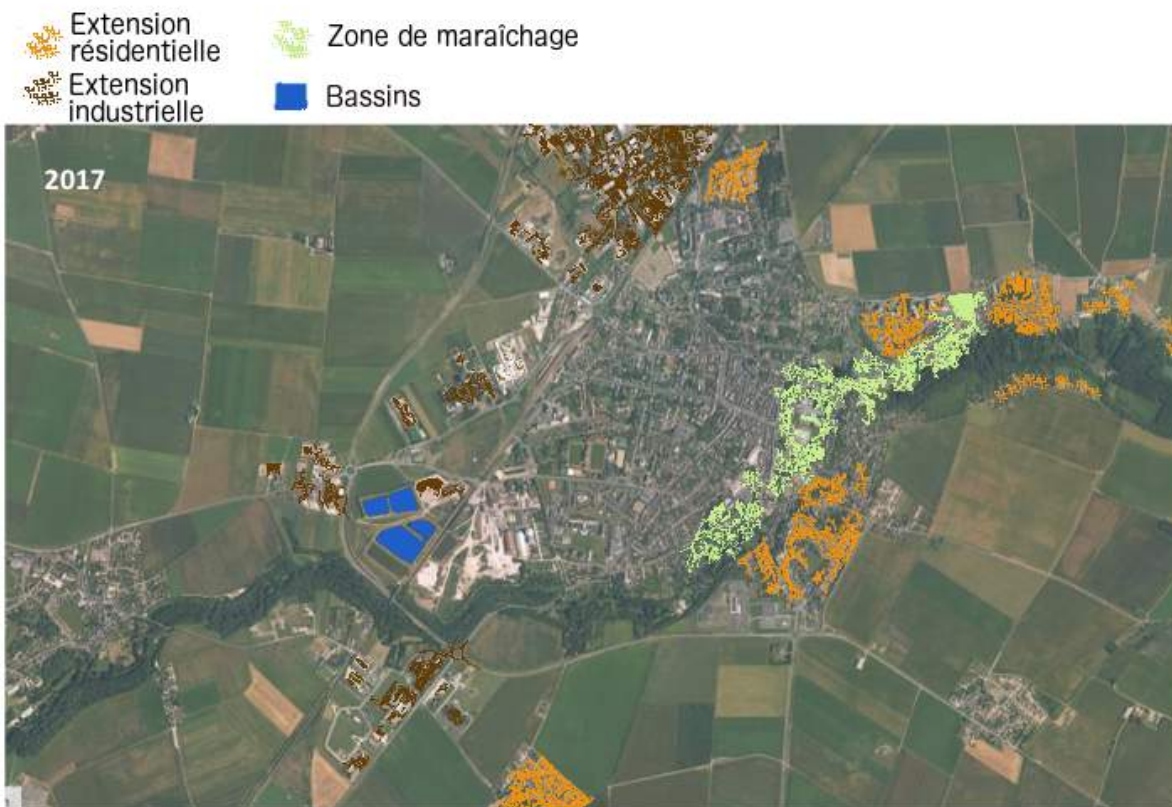 Extension
résidentielle
Zone de maraîchage
Extension
industrielle
Bassins
2017